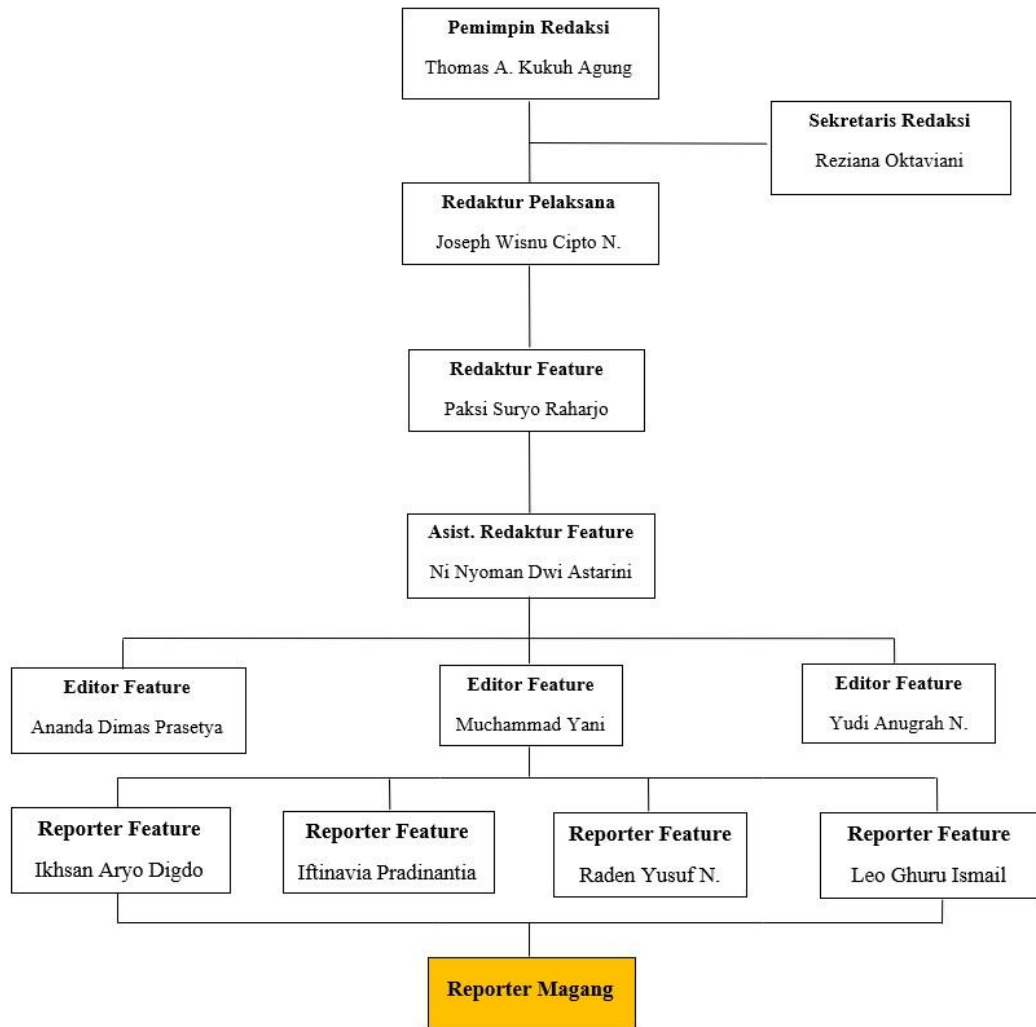 Pemimpin Redaksi
Thomas A. Kukuh Agung
Sekretaris Redaksi
Reziana Oktaviani
Redaktur Pelaksana
Joseph Wisnu Cipto N.
Redaktur Feature
Paksi Suryo Raharjo
Asist. Redaktur Feature
Ni Nyoman Dwi Astarini
Editor Feature
Ananda Dimas Prasetya
Editor Feature
Muchammad Yani
Editor Feature
Yudi Anugrah N.
Reporter Feature
Ikhsan Aryo Digdo
Reporter Feature
Iftinavia Pradinantia
Reporter Feature
Raden Yusuf N.
Reporter Feature
Leo Ghuru Ismail
Reporter Magang